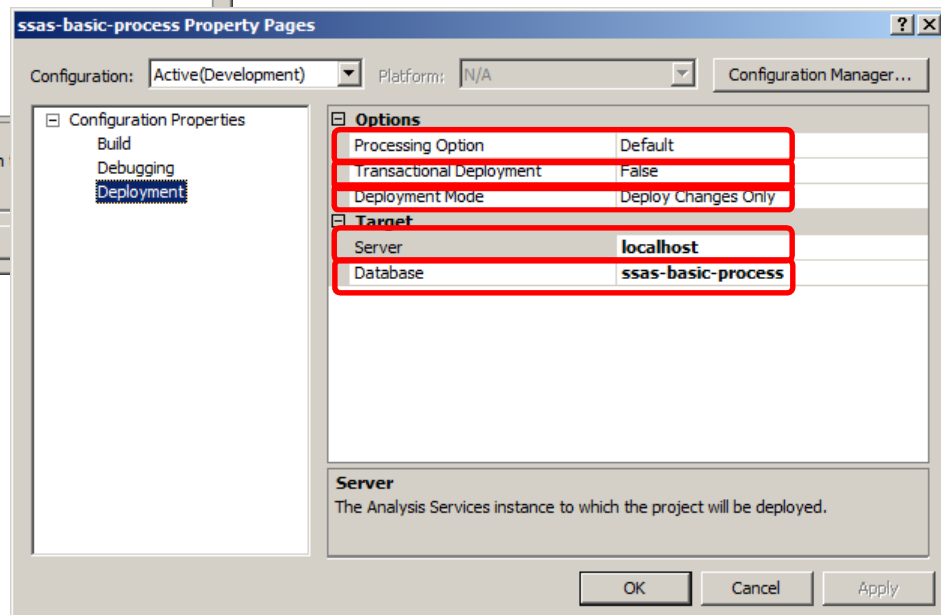 ssas-basic-process Property Pages
Configuration: Active(Development) Platform: N/A Configuration Manager...
Configuration Properties
Build
Debugging
Deployment
Options
Processing Option Default
Transactional Deployment False
Deployment Mode Deploy Changes Only
Target
Server localhost
Database ssas-basic-process
Server
The Analysis Services instance to which the project will be deployed.
OK Cancel Apply